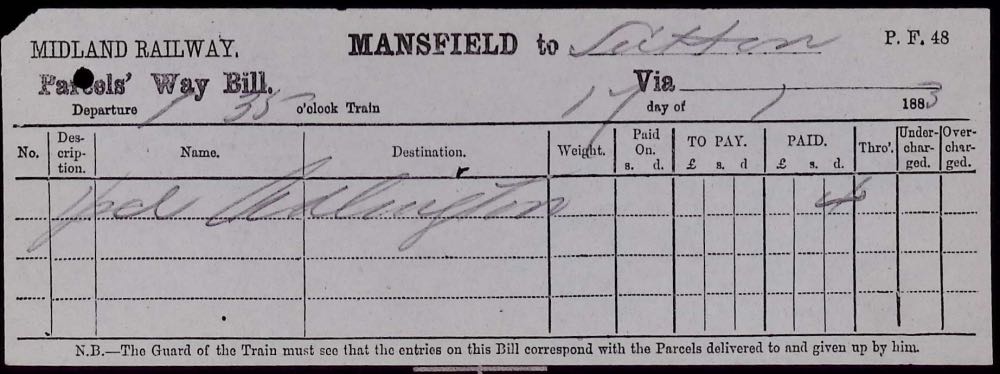 MIDLAND RAILWAY. MANSFIELD to Sutton P. F. 48
Parcels' Way Bill. Via
Departure 1 35 o'clock Train 17 day of 1 1883
No. Des-crip-tion. Name. Destination. Weight. Paid On. s. d. TO PAY. £ s. d PAID. £ s. d. Thro'. Under-char-ged. Over-char-ged.
1 pcl 4
N.B.—The Guard of the Train must see that the entries on this Bill correspond with the Parcels delivered to and given up by him.